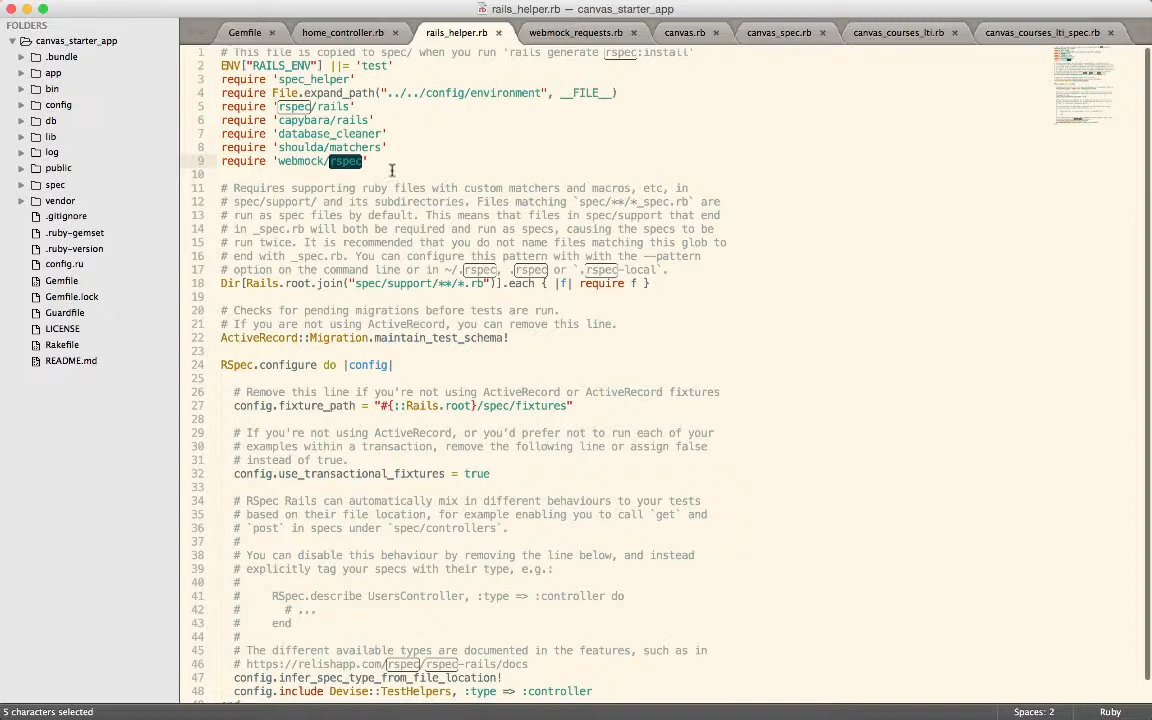 rails_helper.rb — canvas_starter_app
FOLDERS
canvas_starter_app
.bundle
app
bin
config
db
lib
log
public
spec
vendor
.gitignore
.ruby-gemset
.ruby-version
config.ru
Gemfile
Gemfile.lock
Guardfile
LICENSE
Rakefile
README.md
Gemfile × home_controller.rb × rails_helper.rb × webmock_requests.rb × canvas.rb × canvas_spec.rb × canvas_courses_lti.rb × canvas_courses_lti_spec.rb ×
1 # This file is copied to spec/ when you run 'rails generate rspec:install'
2 ENV["RAILS_ENV"] ||= 'test'
3 require 'spec_helper'
4 require File.expand_path("../../config/environment", __FILE__)
5 require 'rspec/rails'
6 require 'capybara/rails'
7 require 'database_cleaner'
8 require 'shoulda/matchers'
9 require 'webmock/rspec'
10
11 # Requires supporting ruby files with custom matchers and macros, etc, in
12 # spec/support/ and its subdirectories. Files matching `spec/**/*_spec.rb` are
13 # run as spec files by default. This means that files in spec/support that end
14 # in _spec.rb will both be required and run as specs, causing the specs to be
15 # run twice. It is recommended that you do not name files matching this glob to
16 # end with _spec.rb. You can configure this pattern with with the --pattern
17 # option on the command line or in ~/.rspec, .rspec or `.rspec-local`.
18 Dir[Rails.root.join("spec/support/**/*.rb")].each { |f| require f }
19
20 # Checks for pending migrations before tests are run.
21 # If you are not using ActiveRecord, you can remove this line.
22 ActiveRecord::Migration.maintain_test_schema!
23
24 RSpec.configure do |config|
25
26 # Remove this line if you're not using ActiveRecord or ActiveRecord fixtures
27 config.fixture_path = "#{::Rails.root}/spec/fixtures"
28
29 # If you're not using ActiveRecord, or you'd prefer not to run each of your
30 # examples within a transaction, remove the following line or assign false
31 # instead of true.
32 config.use_transactional_fixtures = true
33
34 # RSpec Rails can automatically mix in different behaviours to your tests
35 # based on their file location, for example enabling you to call `get` and
36 # `post` in specs under `spec/controllers`.
37 #
38 # You can disable this behaviour by removing the line below, and instead
39 # explicitly tag your specs with their type, e.g.:
40 #
41 # RSpec.describe UsersController, :type => :controller do
42 # # ...
43 # end
44 #
45 # The different available types are documented in the features, such as in
46 # https://relishapp.com/rspec/rspec-rails/docs
47 config.infer_spec_type_from_file_location!
48 config.include Devise::TestHelpers, :type => :controller
5 characters selected
Spaces: 2 Ruby